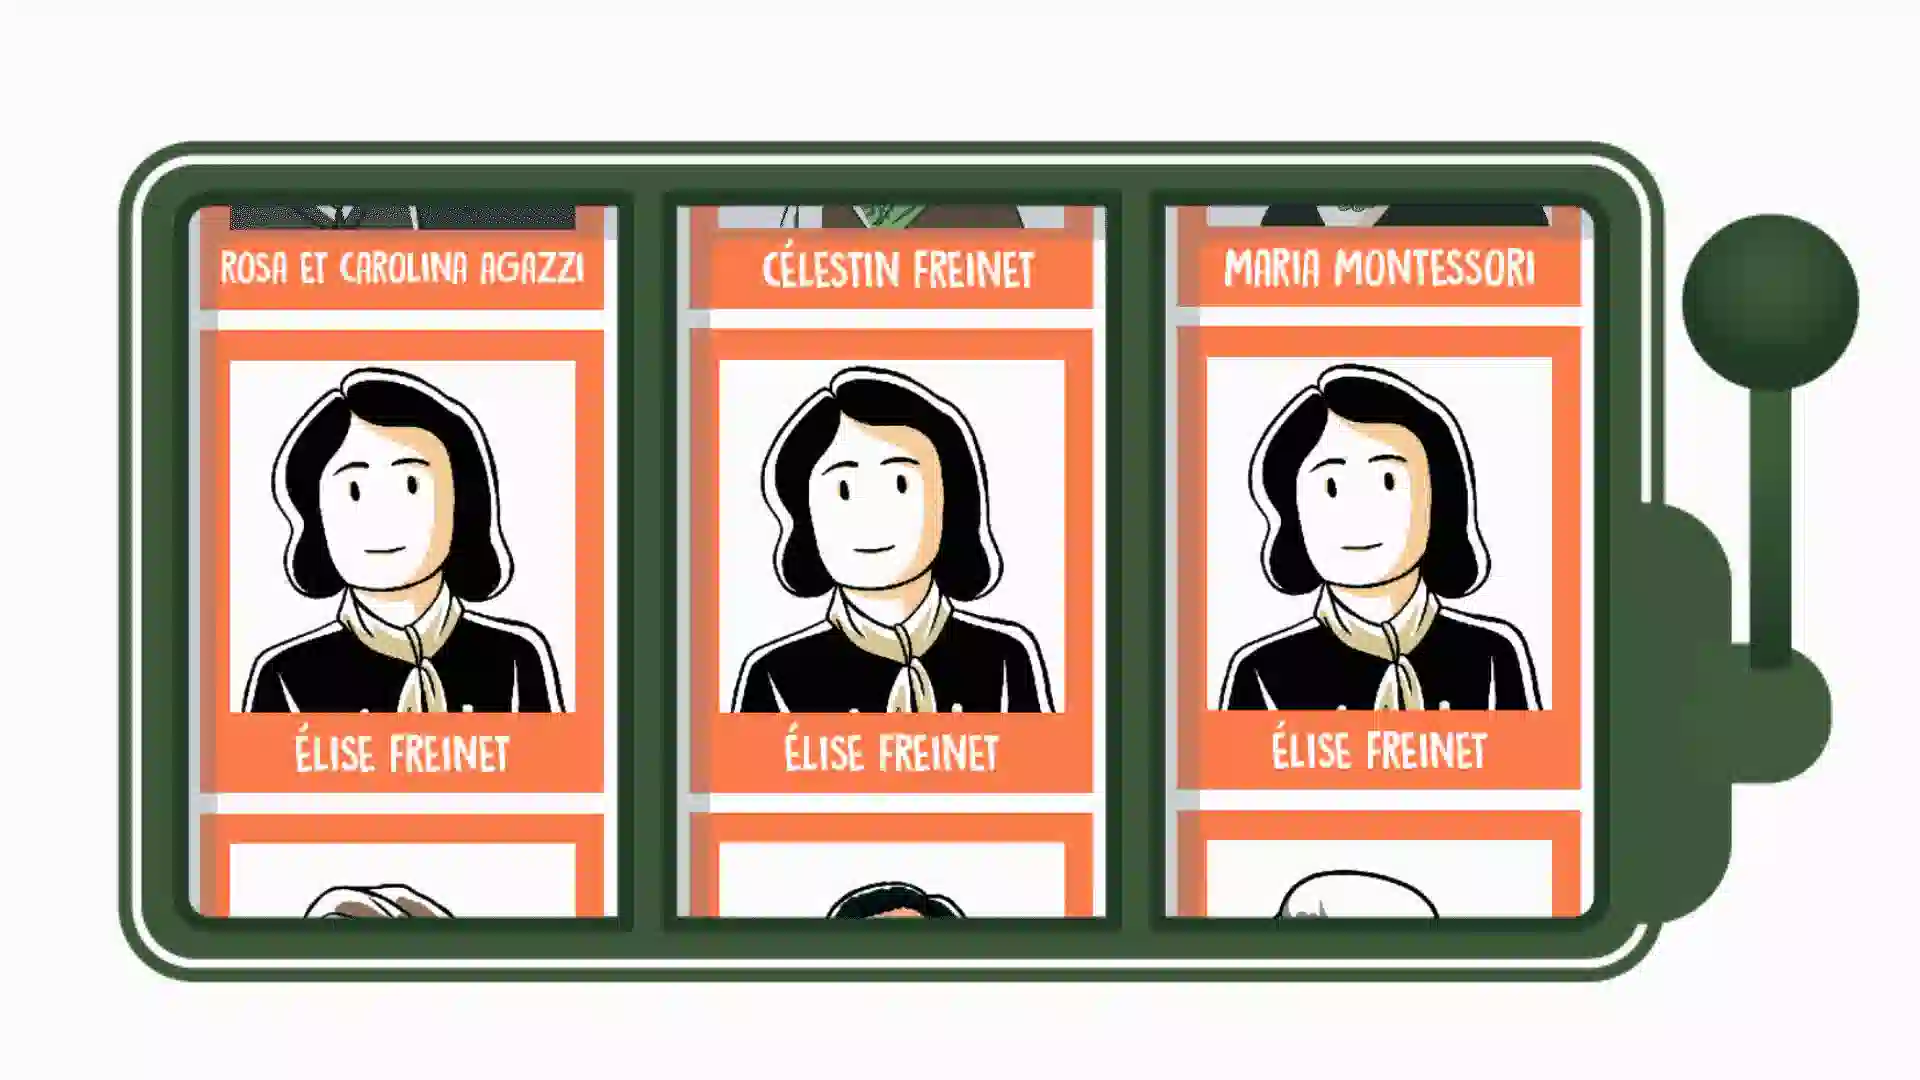 ROSA ET CAROLINA AGAZZI
CÉLESTIN FREINET
MARIA MONTESSORI
ÉLISE FREINET
ÉLISE FREINET
ÉLISE FREINET